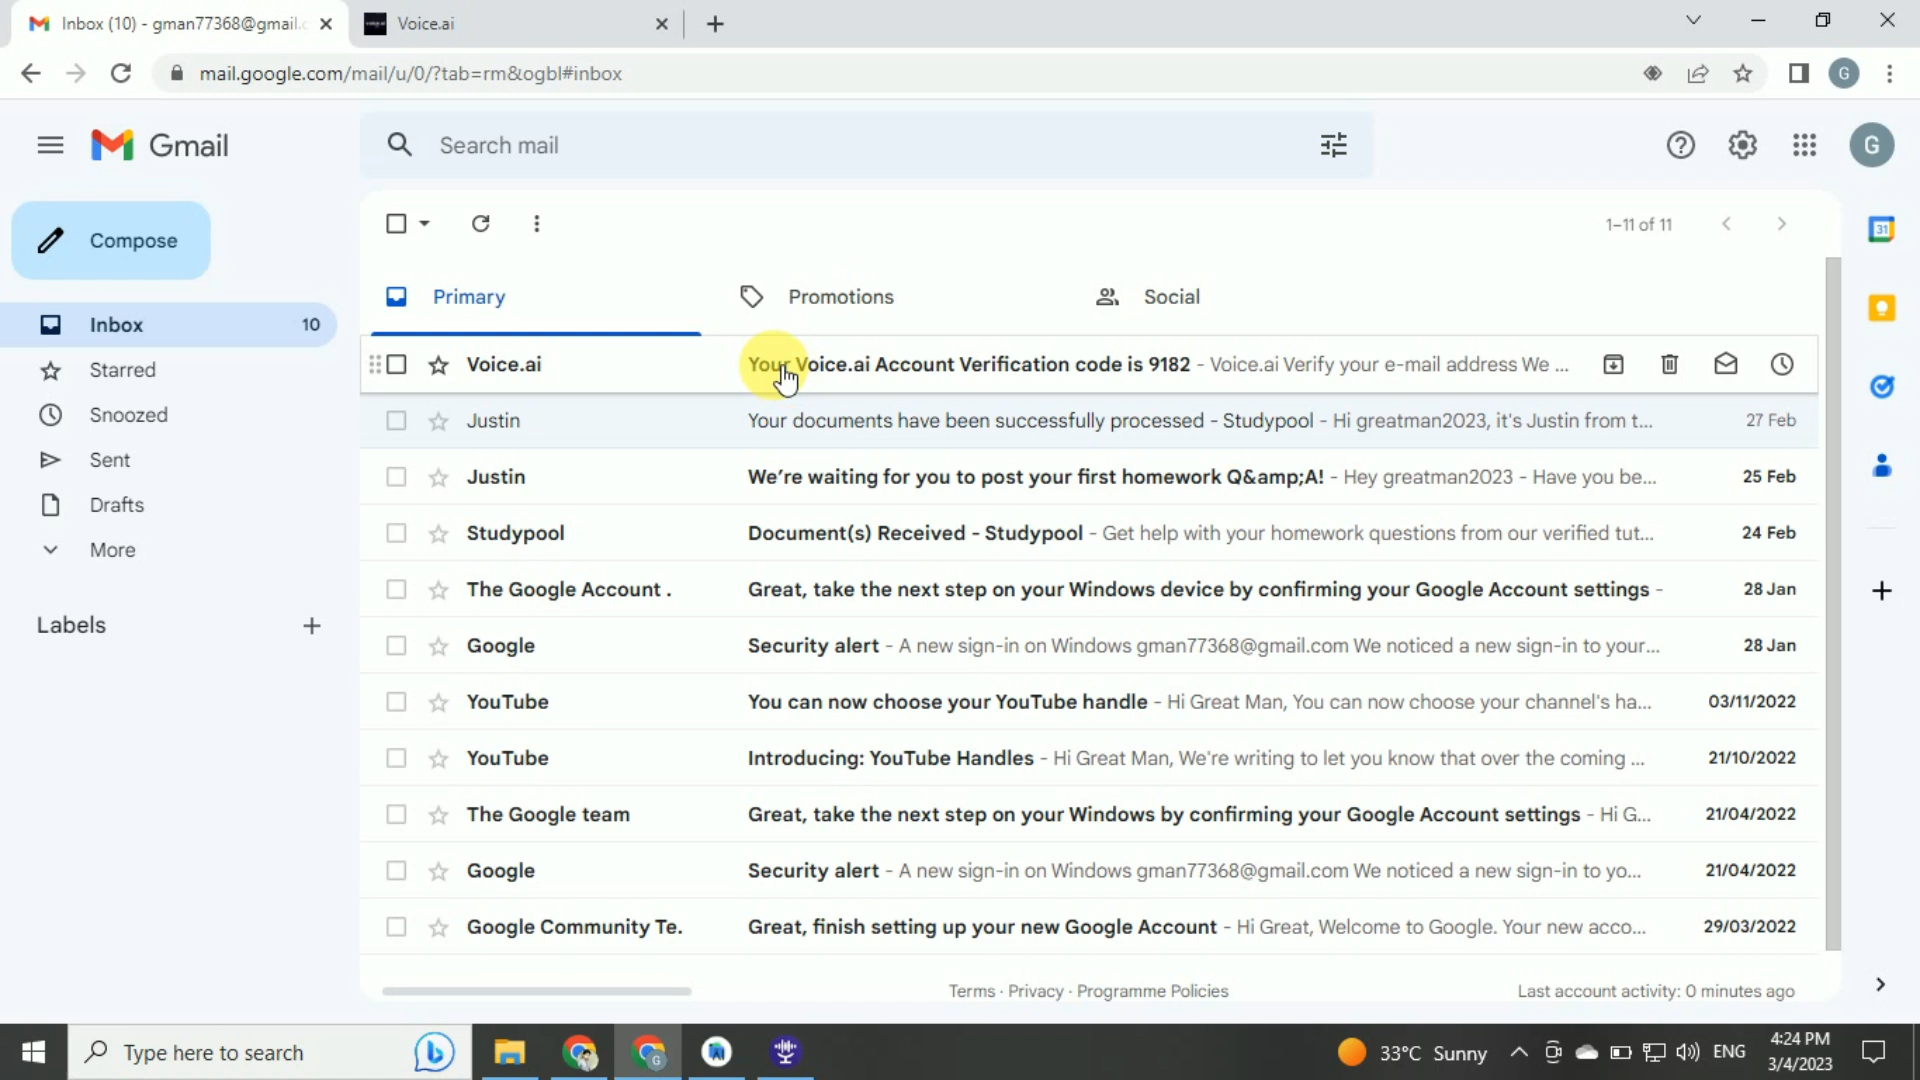 Inbox (10) - gman77368@gmail.c
Voice.ai
mail.google.com/mail/u/0/?tab=rm&ogbl#inbox
G
Gmail
Search mail
G
Compose
1–11 of 11
31
Primary
Promotions
Social
Inbox 10
Starred
Snoozed
Sent
Drafts
More
Labels
Voice.ai Your Voice.ai Account Verification code is 9182 - Voice.ai Verify your e-mail address We ...
Justin Your documents have been successfully processed - Studypool - Hi greatman2023, it's Justin from t... 27 Feb
Justin We're waiting for you to post your first homework Q&amp;A! - Hey greatman2023 - Have you be... 25 Feb
Studypool Document(s) Received - Studypool - Get help with your homework questions from our verified tut... 24 Feb
The Google Account . Great, take the next step on your Windows device by confirming your Google Account settings - 28 Jan
Google Security alert - A new sign-in on Windows gman77368@gmail.com We noticed a new sign-in to your... 28 Jan
YouTube You can now choose your YouTube handle - Hi Great Man, You can now choose your channel's ha... 03/11/2022
YouTube Introducing: YouTube Handles - Hi Great Man, We're writing to let you know that over the coming ... 21/10/2022
The Google team Great, take the next step on your Windows by confirming your Google Account settings - Hi G... 21/04/2022
Google Security alert - A new sign-in on Windows gman77368@gmail.com We noticed a new sign-in to yo... 21/04/2022
Google Community Te. Great, finish setting up your new Google Account - Hi Great, Welcome to Google. Your new acco... 29/03/2022
Terms · Privacy · Programme Policies
Last account activity: 0 minutes ago
Type here to search
33°C Sunny
ENG
4:24 PM
3/4/2023